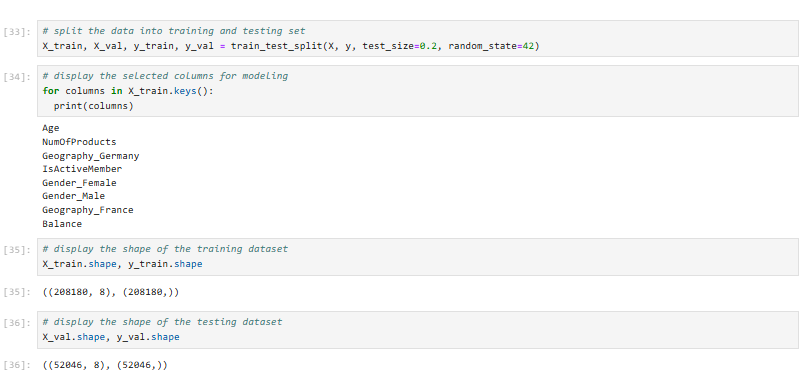 [33]: # split the data into training and testing set
X_train, X_val, y_train, y_val = train_test_split(X, y, test_size=0.2, random_state=42)
[34]: # display the selected columns for modeling
for columns in X_train.keys():
print(columns)
Age
NumOfProducts
Geography_Germany
IsActiveMember
Gender_Female
Gender_Male
Geography_France
Balance
[35]: # display the shape of the training dataset
X_train.shape, y_train.shape
[35]: ((208180, 8), (208180,))
[36]: # display the shape of the testing dataset
X_val.shape, y_val.shape
[36]: ((52046, 8), (52046,))